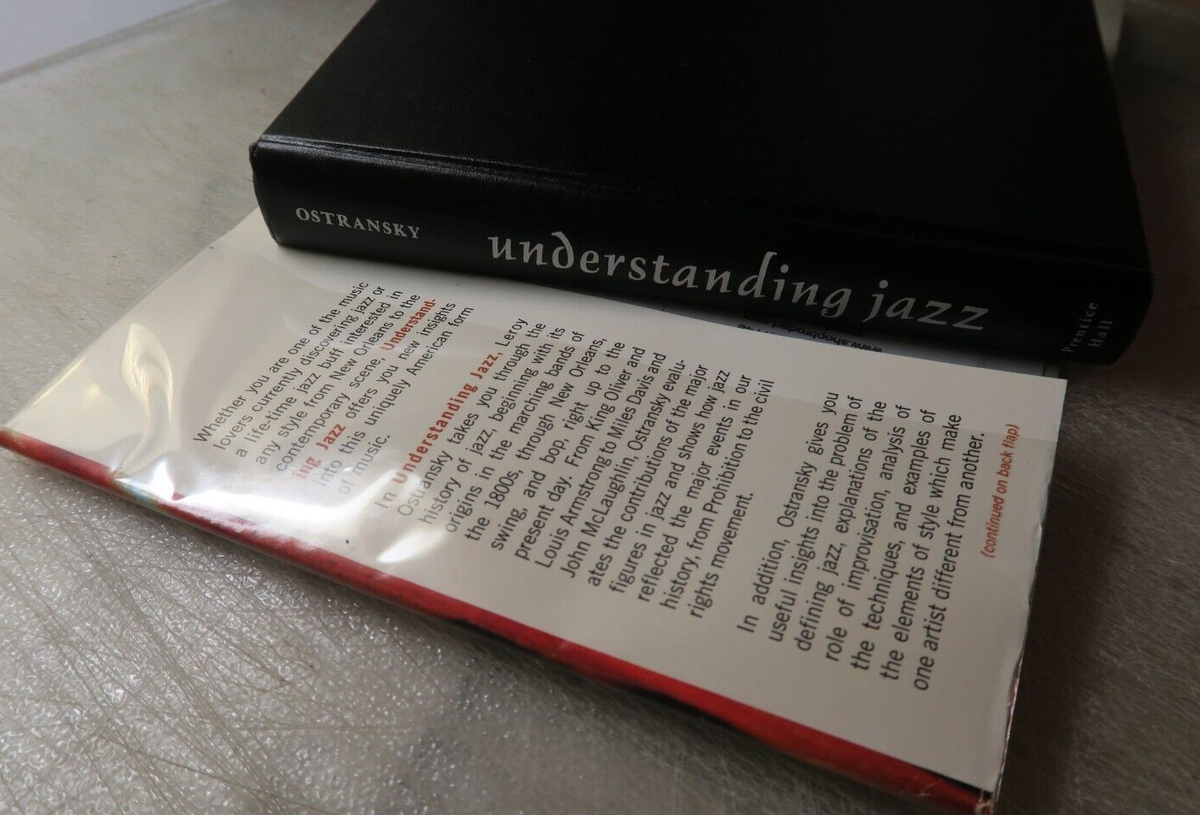 OSTRANSKY
understanding jazz
Prentice
Hall
Whether you are one of the music
lovers currently discovering jazz or
a life-time jazz buff interested in
any style from New Orleans to the
contemporary scene, Understand-
ing Jazz offers you new insights
into this uniquely American form
of music.
In Understanding Jazz, Leroy
Ostransky takes you through the
history of jazz, beginning with its
origins in the marching bands of
the 1800s, through New Orleans,
swing, and bop, right up to the
present day. From King Oliver and
Louis Armstrong to Miles Davis and
John McLaughlin, Ostransky evalu-
ates the contributions of the major
figures in jazz and shows how jazz
reflected the major events in our
history, from Prohibition to the civil
rights movement.
In addition, Ostransky gives you
useful insights into the problem of
defining jazz, explanations of the
role of improvisation, analysis of
the techniques, and examples of
the elements of style which make
one artist different from another.
(continued on back flap)